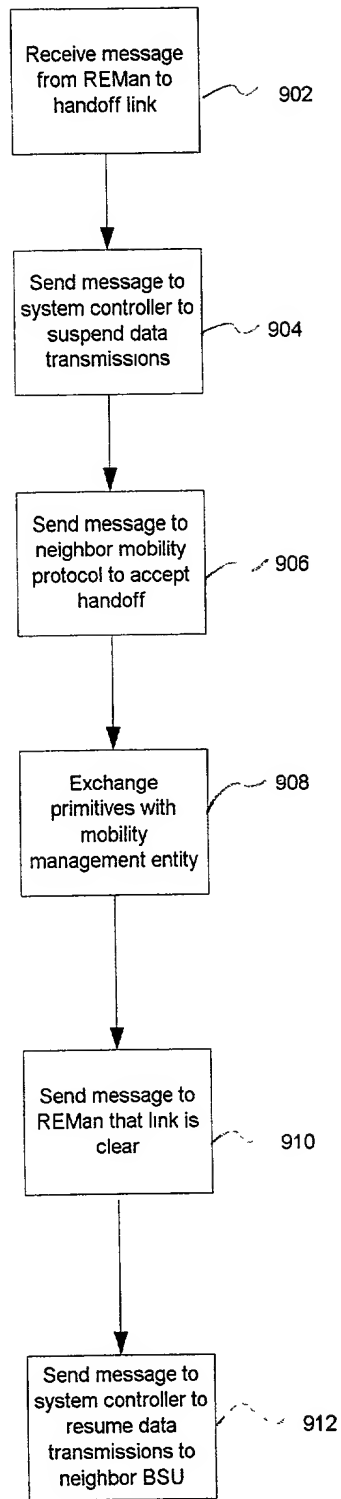 Receive message
from REMan to
handoff link
902
Send message to
system controller to
suspend data
transmissions
904
Send message to
neighbor mobility
protocol to accept
handoff
906
Exchange
primitives with
mobility
management entity
908
Send message to
REMan that link is
clear
910
Send message to
system controller to
resume data
transmissions to
neighbor BSU
912